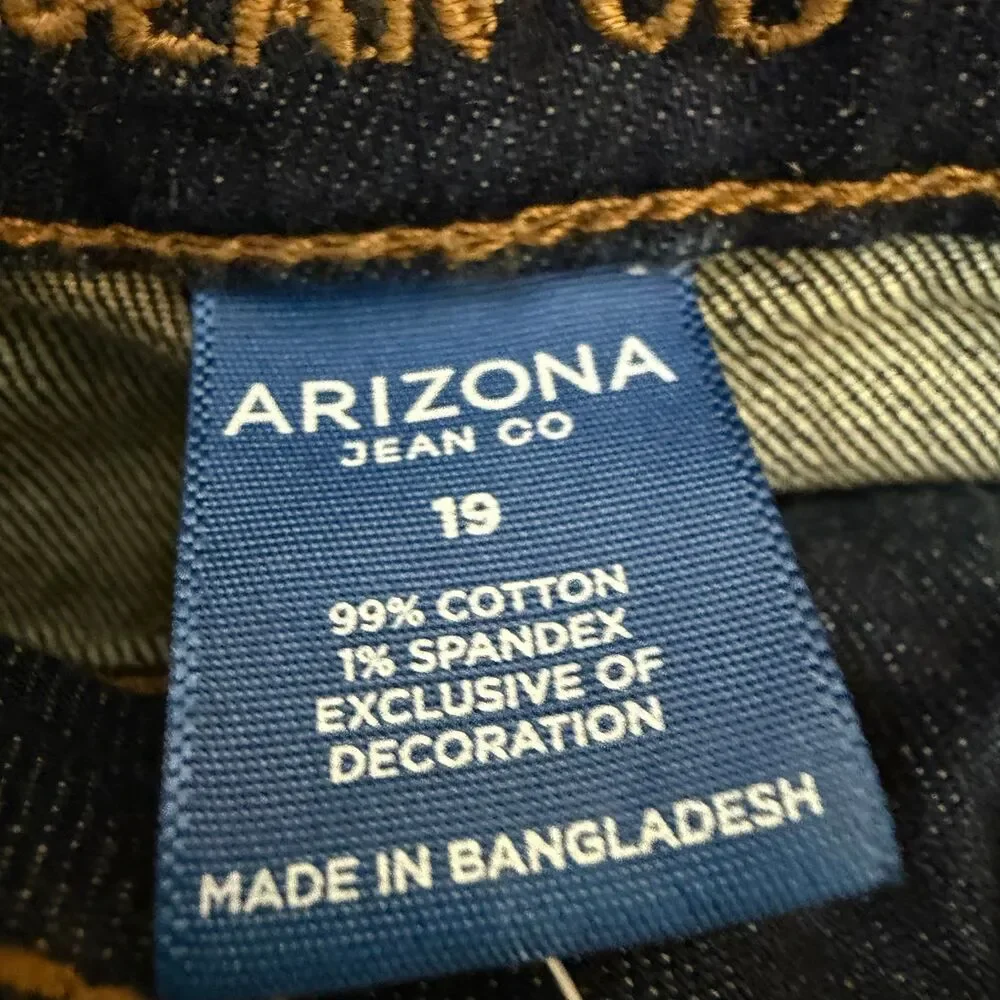 ARIZONA
JEAN CO
19
99% COTTON
1% SPANDEX
EXCLUSIVE OF
DECORATION
MADE IN BANGLADESH